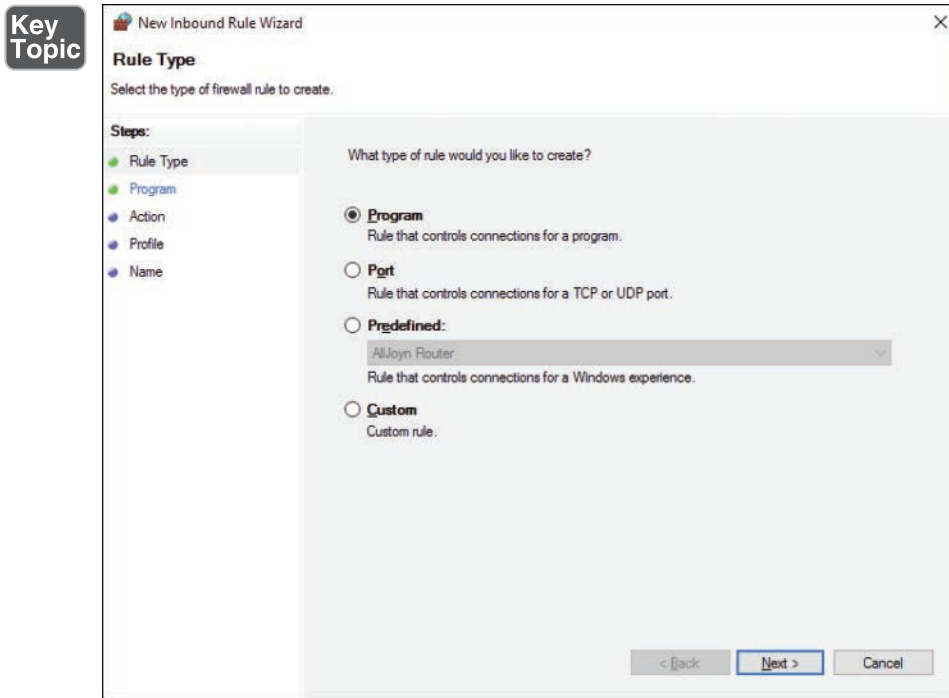 Key
Topic
New Inbound Rule Wizard
Rule Type
Select the type of firewall rule to create.
Steps:
Rule Type
Program
Action
Profile
Name
What type of rule would you like to create?
Program
Rule that controls connections for a program.
Port
Rule that controls connections for a TCP or UDP port.
Predefined:
AllJoyn Router
Rule that controls connections for a Windows experience.
Custom
Custom rule.
< Back
Next >
Cancel